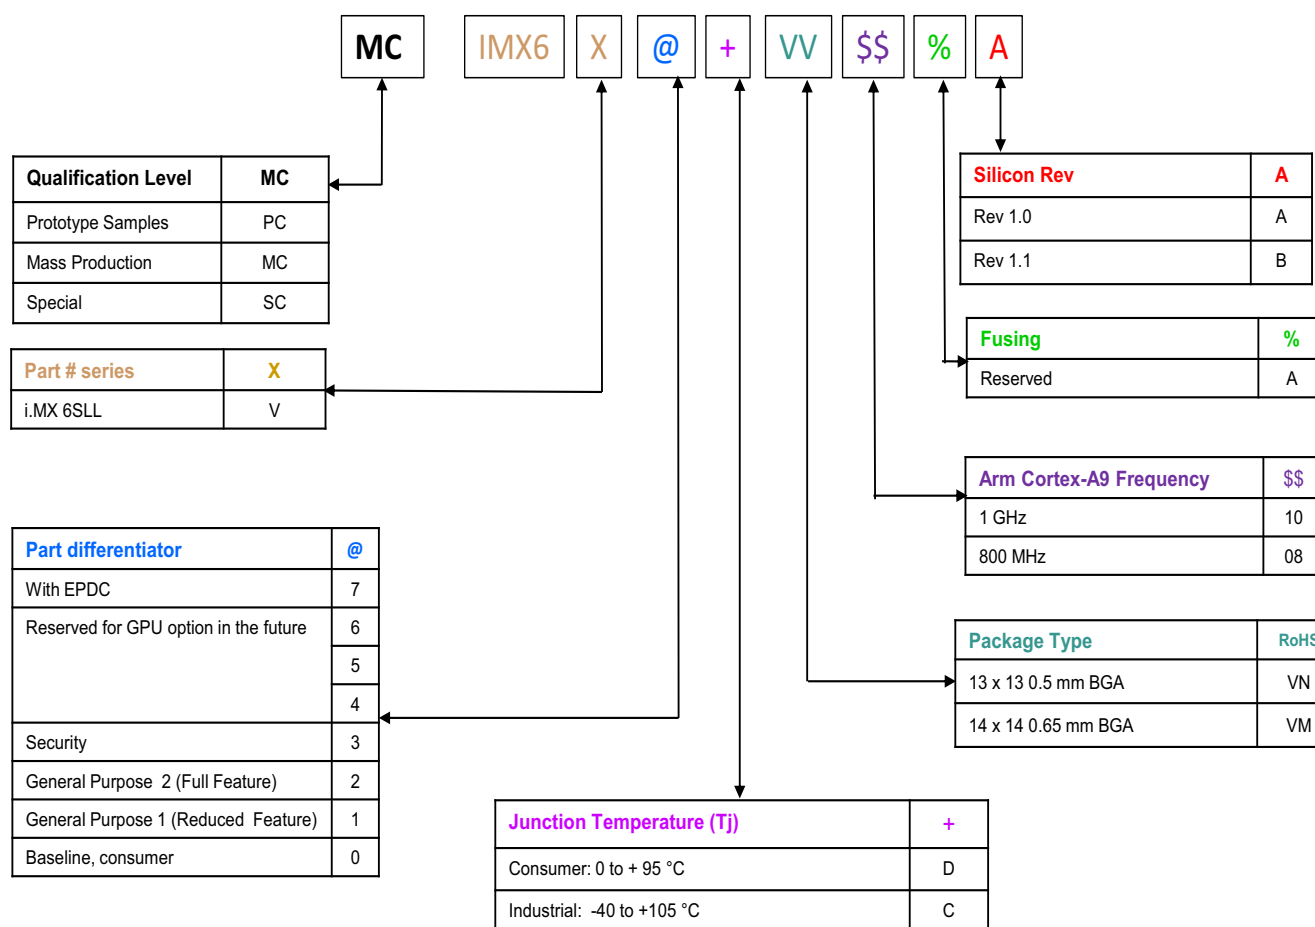 MC IMX6 X @ + VV $$ % A
Qualification Level MC
Prototype Samples PC
Mass Production MC
Special SC
Part # series X
i.MX 6SLL V
Part differentiator @
With EPDC 7
Reserved for GPU option in the future 6
5
4
Security 3
General Purpose 2 (Full Feature) 2
General Purpose 1 (Reduced Feature) 1
Baseline, consumer 0
Junction Temperature (Tj) +
Consumer: 0 to + 95 °C D
Industrial: -40 to +105 °C C
Silicon Rev A
Rev 1.0 A
Rev 1.1 B
Fusing %
Reserved A
Arm Cortex-A9 Frequency $$
1 GHz 10
800 MHz 08
Package Type RoHS
13 x 13 0.5 mm BGA VN
14 x 14 0.65 mm BGA VM